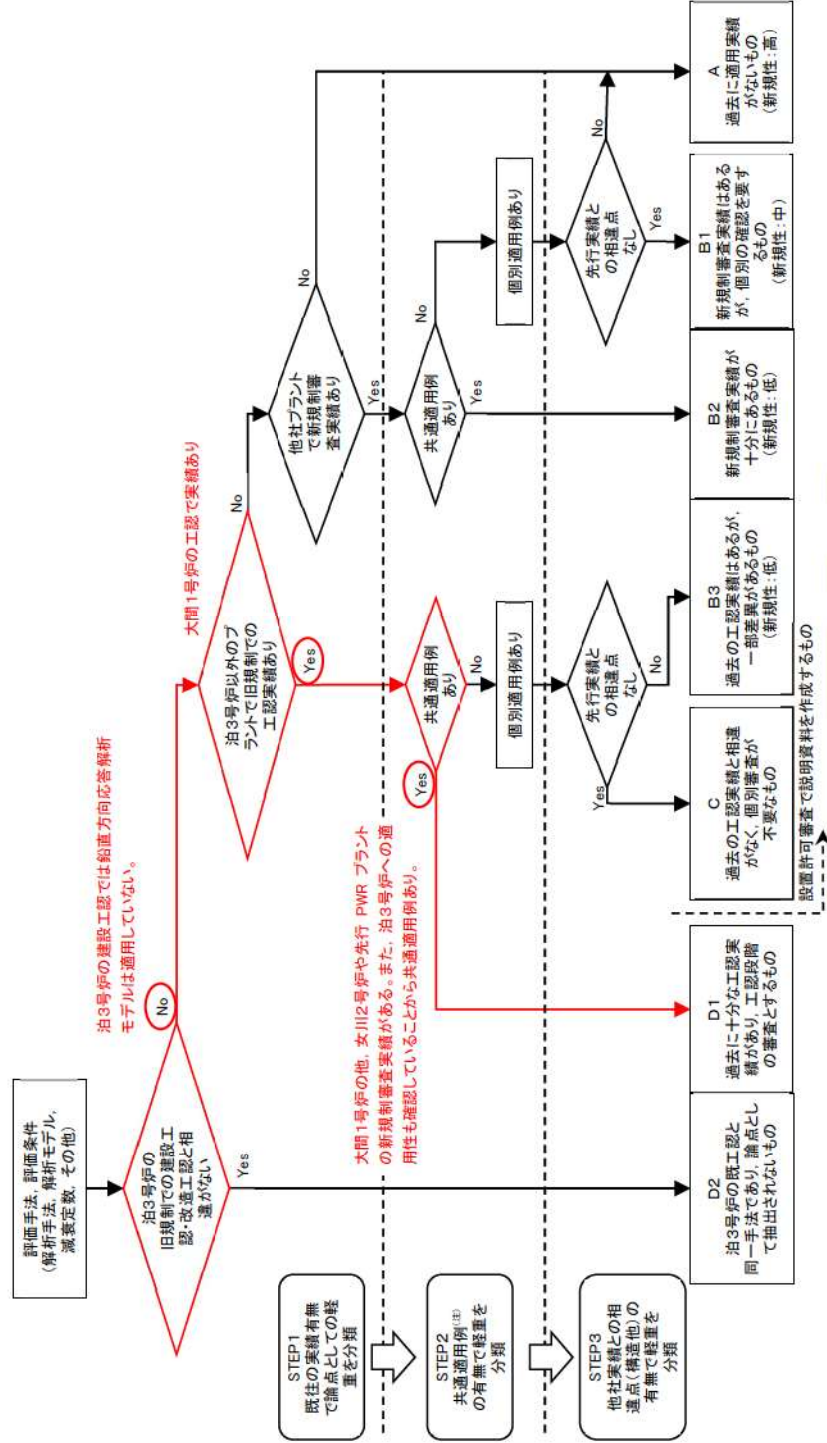 評価手法，評価条件
(解析手法，解析モデル，
減衰定数，その他)
泊3号炉の建設工認では鉛直方向応答解析
モデルは適用していない。
泊3号炉の
旧規制での建設工
認・改造工認と相
違がない
No
Yes
大間1号炉の工認で実績あり
泊3号炉以外のプ
ラントで旧規制での
工認実績あり
No
Yes
他社プラント
で新規制審
査実績あり
No
Yes
STEP1
既往の実績有無
で論点としての軽
重を分類
大間1号炉の他，女川2号炉や先行 PWR プラント
の新規制審査実績がある。また，泊3号炉への適
用性も確認していることから共通適用例あり。
STEP2
共通適用例(注)
の有無で軽重を
分類
Yes
共通適用例
あり
No
個別適用例あり
共通適用例
あり
No
Yes
個別適用例あり
STEP3
他社実績との相
違点(構造他)の
有無で軽重を
分類
先行実績と
の相違点
なし
Yes
No
先行実績と
の相違点
なし
No
Yes
D2
泊3号炉の既工認と
同一手法であり，論点とし
て抽出されないもの
D1
過去に十分な工認実
績があり，工認段階
の審査とするもの
C
過去の工認実績と相違
がなく，個別審査が
不要なもの
B3
過去の工認実績はあるが，
一部差異があるもの
(新規性：低)
B2
新規制審査実績が
十分にあるもの
(新規性：低)
B1
新規制審査実績はある
が，個別の確認を要す
るもの
(新規性：中)
A
過去に適用実績
がないもの
(新規性：高)
設置許可審査で説明資料を作成するもの